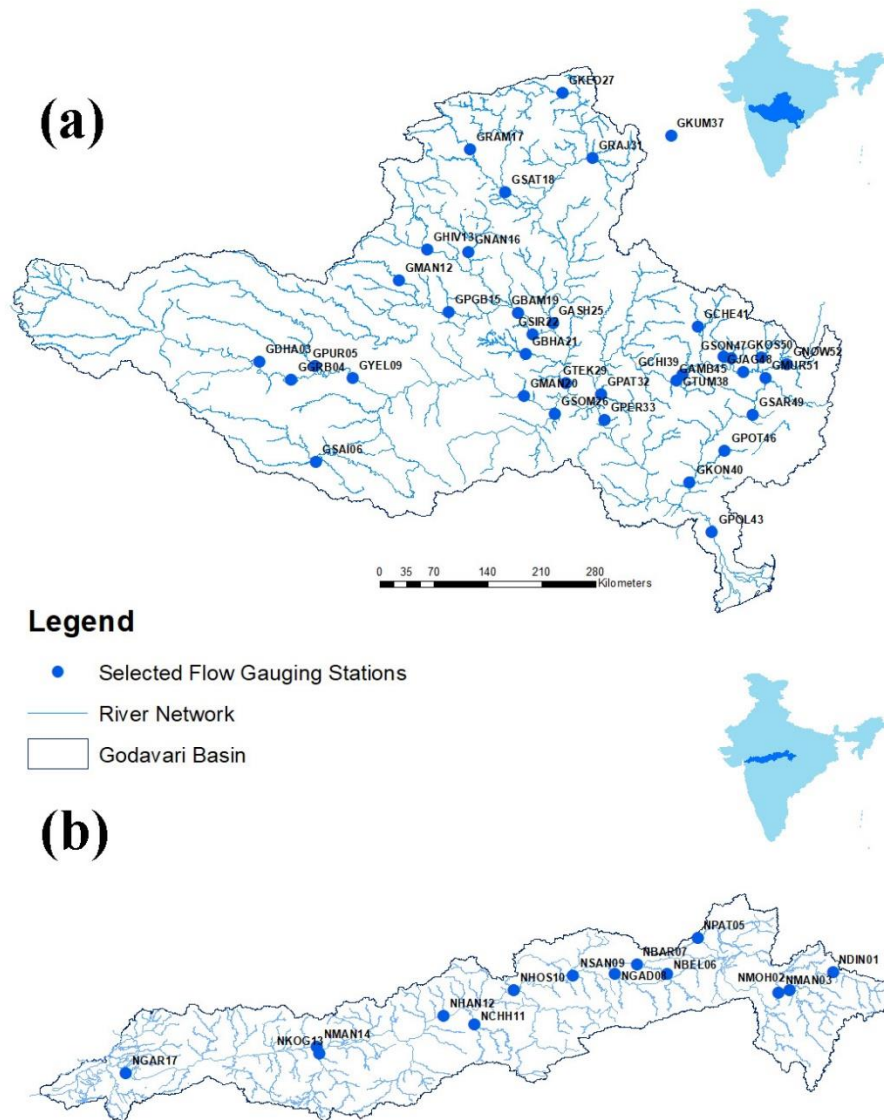 (a)
GKEO27
GKUM37
GRAM17
GRAJ31
GSAT18
GHIV13
GNAN16
GMAN12
GPGB15
GBAM19
GASH25
GSIR22
GBHA21
GCHE41
GDHA03
GPUR05
GGRB04
GYEL09
GTEK29
GMAN20
GPAT32
GSOM26
GPER33
GCHI39
GAMB45
GTUM38
GSON47
GKOS50
GJAG48
GNOW52
GMUR51
GSAR49
GSAI06
GPOT46
GKON40
GPOL43
0 35 70 140 210 280
Kilometers
Legend
Selected Flow Gauging Stations
River Network
Godavari Basin
(b)
NPAT05
NBAR07
NSAN09
NGAD08
NBEL06
NDIN01
NMOH02
NMAN03
NHOS10
NHAN12
NCHH11
NKOG13
NMAN14
NGAR17